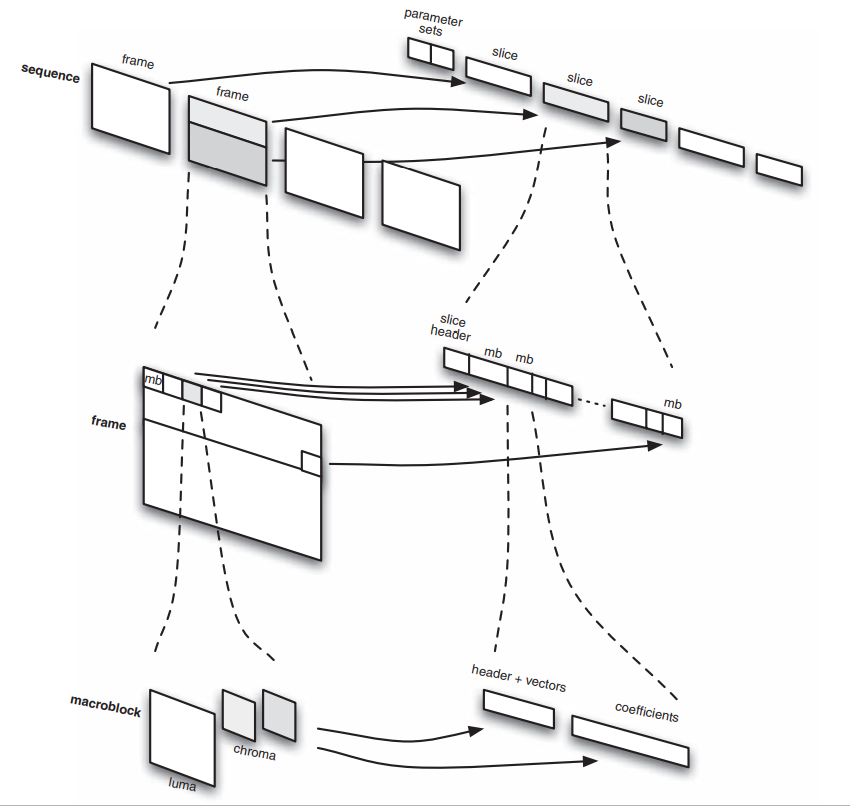 parameter
sets
sequence
frame
slice
frame
slice
slice
slice
header
mb
mb
mb
mb
frame
header + vectors
macroblock
coefficients
chroma
luma